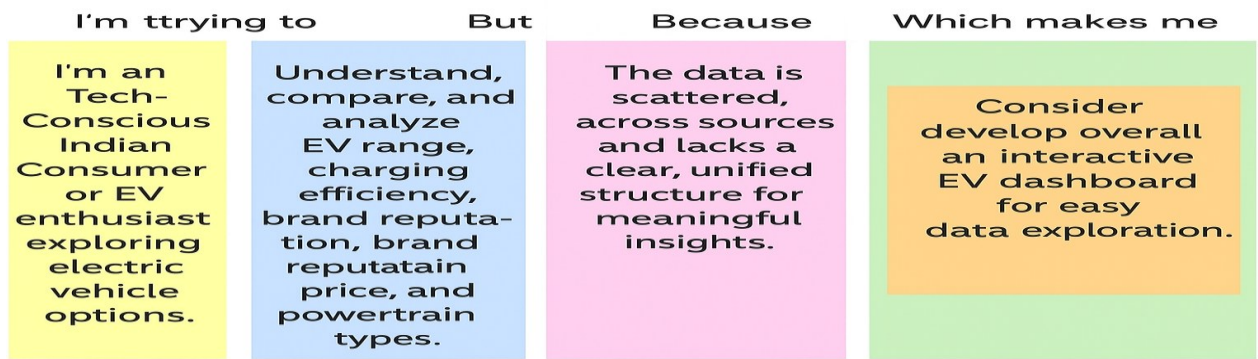 I'm ttrying to
But
Because
Which makes me
I'm an
Tech-
Conscious
Indian
Consumer
or EV
enthusiast
exploring
electric
vehicle
options.
Understand,
compare, and
analyze
EV range,
charging
efficiency,
brand reputa-
tion, brand
reputatain
price, and
powertrain
types.
The data is
scattered,
across sources
and lacks a
clear, unified
structure for
meaningful
insights.
Consider
develop overall
an interactive
EV dashboard
for easy
data exploration.